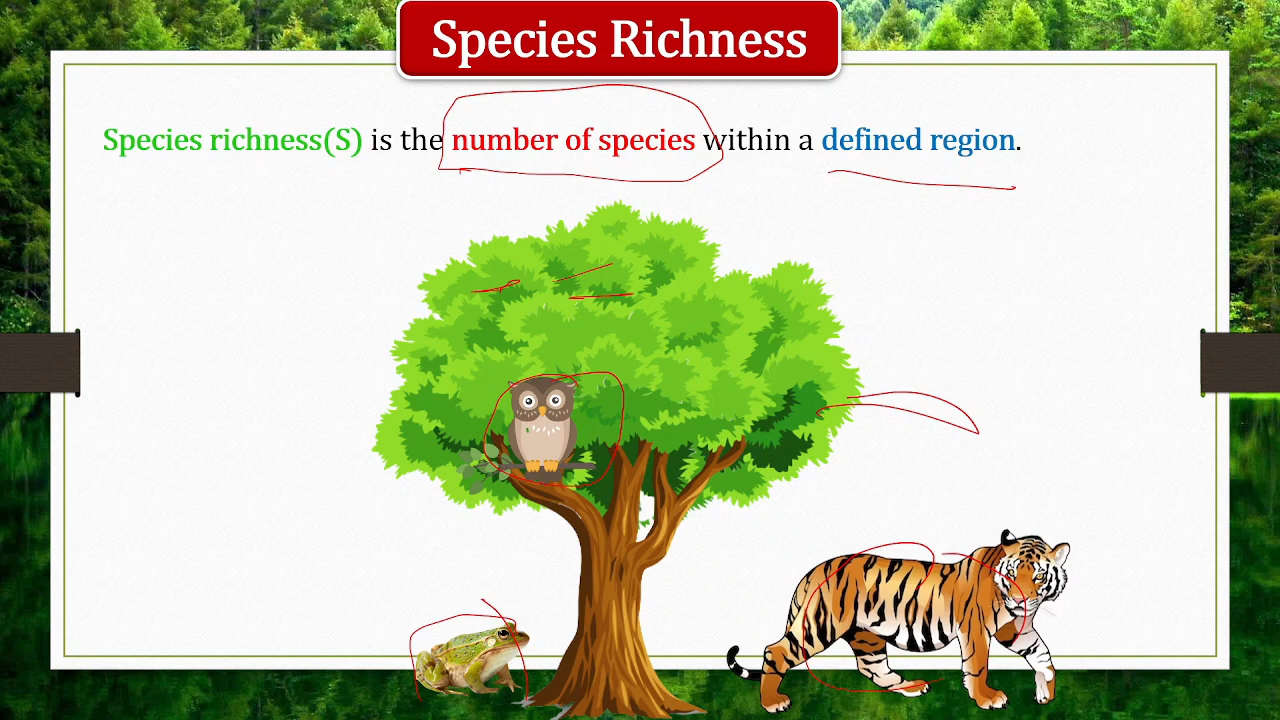 Species Richness
Species richness(S) is the number of species within a defined region.